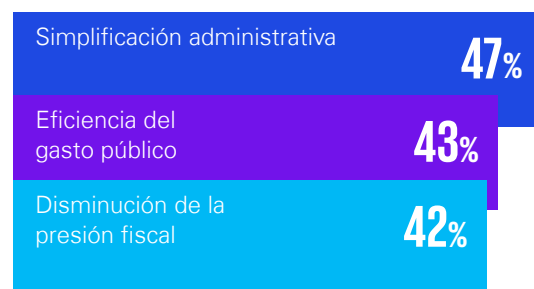 Simplificación administrativa
47%
Eficiencia del
gasto público
43%
Disminución de la
presión fiscal
42%